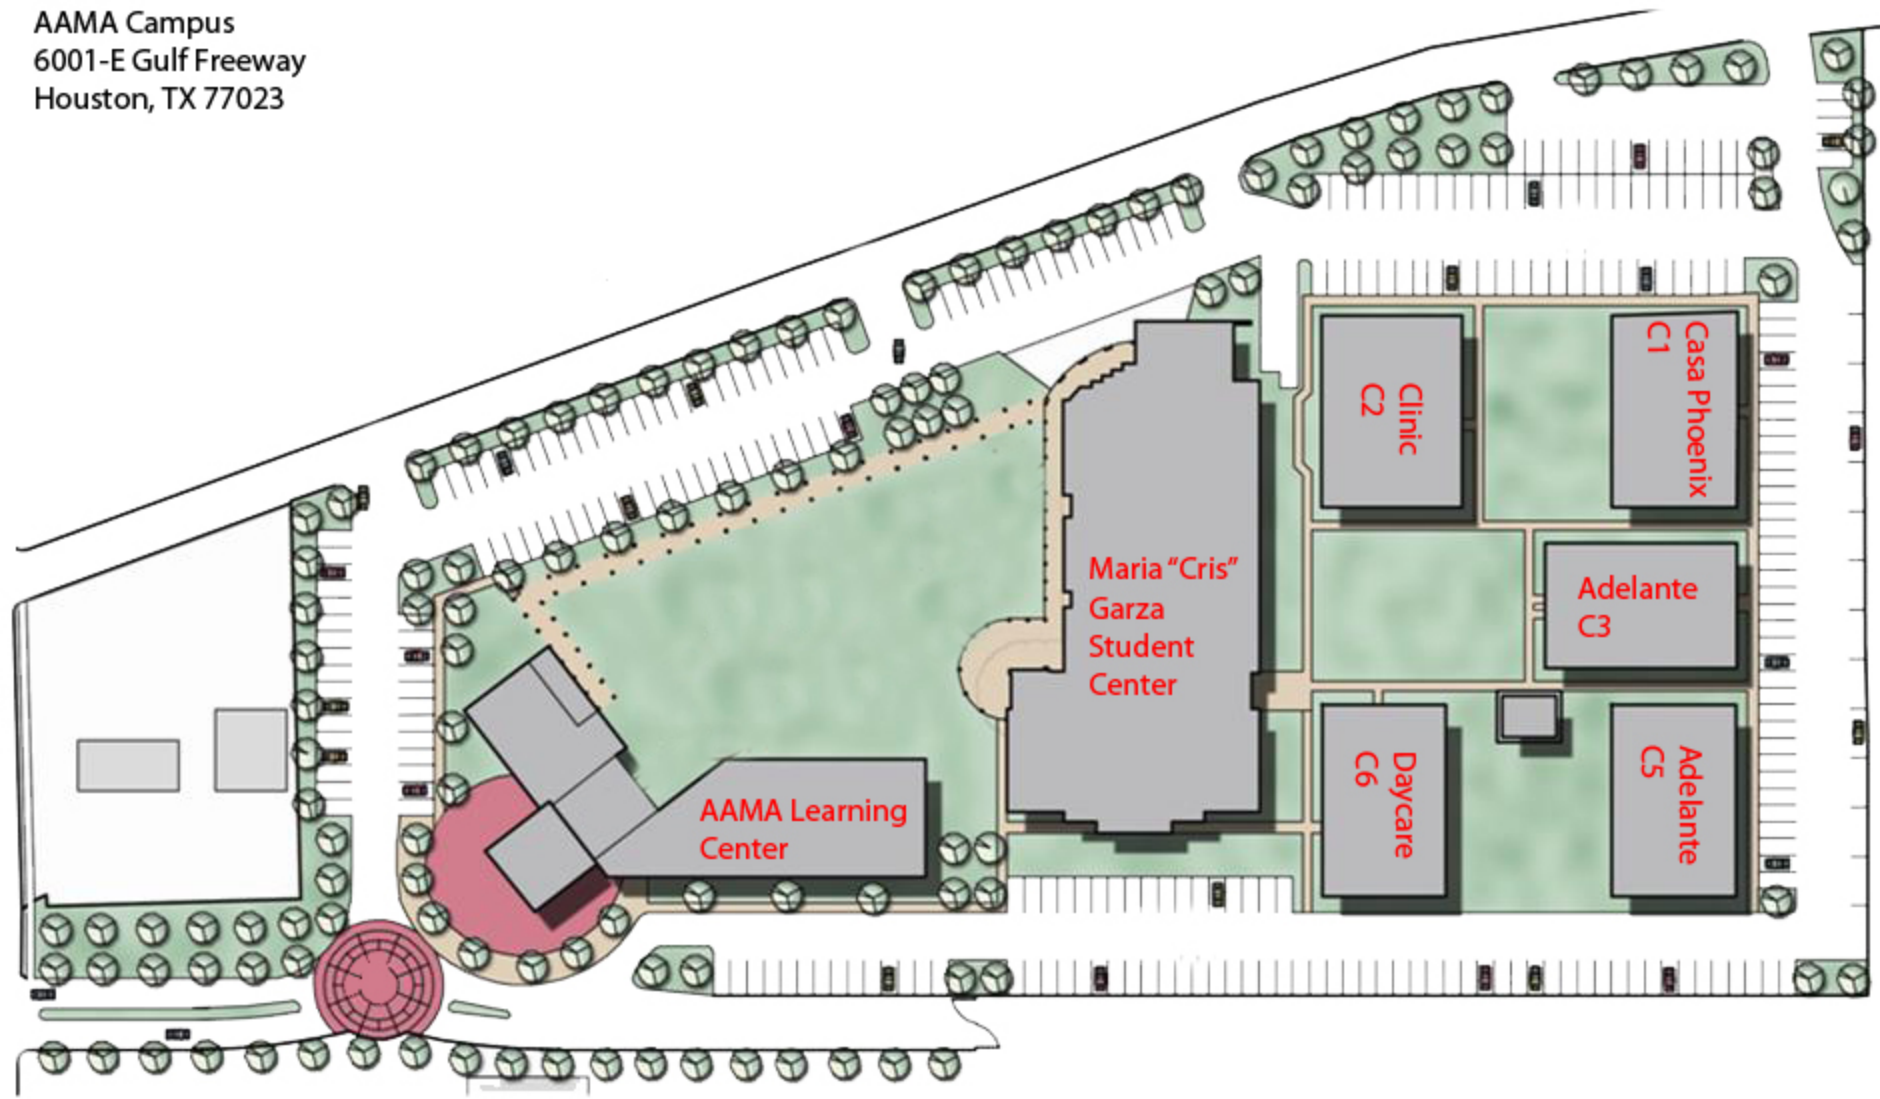 AAMA Campus
6001-E Gulf Freeway
Houston, TX 77023
Clinic
C2
Casa Phoenix
C1
Maria “Cris”
Garza
Student
Center
Adelante
C3
AAMA Learning
Center
Daycare
C6
Adelante
C5